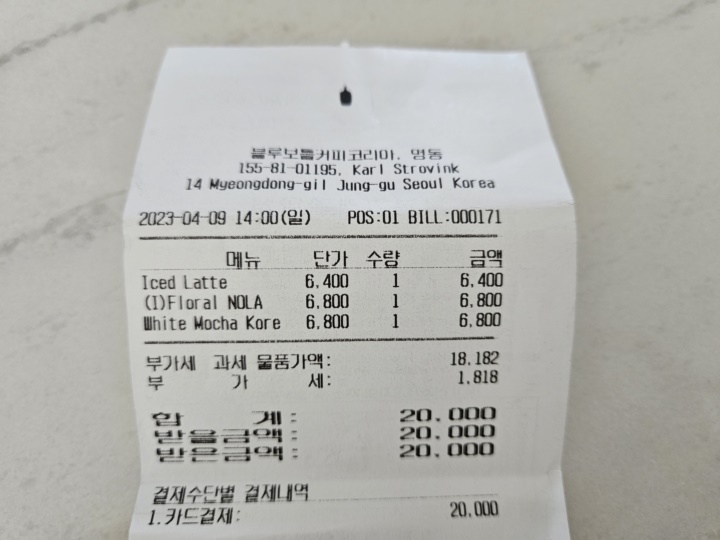 블루보틀커피코리아, 명동
155-81-01195, Karl Strovink
14 Myeongdong-gil Jung-gu Seoul Korea
2023-04-09 14:00(일) POS:01 BILL:000171
메뉴 단가 수량 금액
Iced Latte 6,400 1 6,400
(I)Floral NOLA 6,800 1 6,800
White Mocha Kore 6,800 1 6,800
부가세 과세 물품가액: 18,182
부 가 세: 1,818
합 계: 20,000
받을금액: 20,000
받은금액: 20,000
결제수단별 결제내역
1.카드결제: 20,000